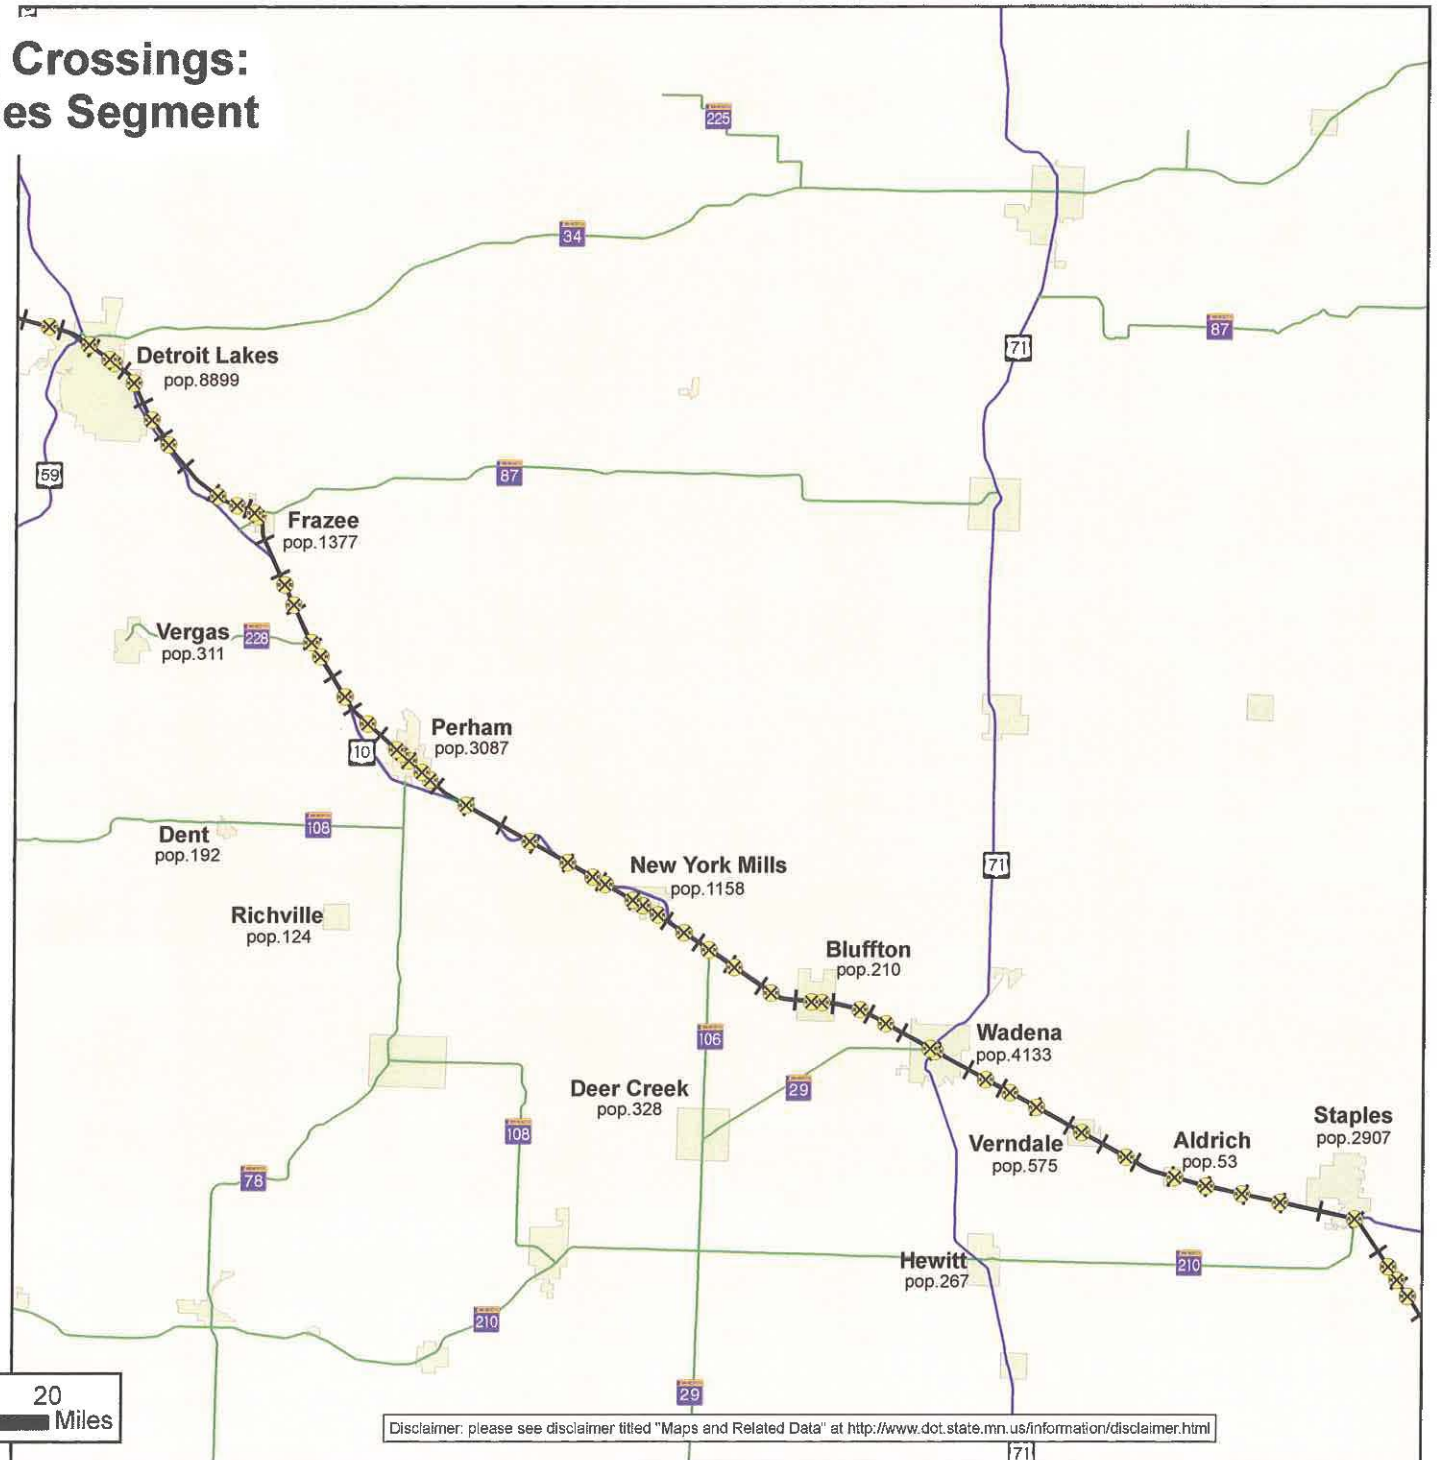 Crossings:
es Segment
225
34
87
71
Detroit Lakes
pop.8899
59
87
Frazee
pop.1377
Vergas
pop.311
228
Perham
pop.3087
10
108
Dent
pop.192
New York Mills
pop.1158
71
Richville
pop.124
Bluffton
pop.210
106
Wadena
pop.4133
Deer Creek
pop.328
29
108
Staples
pop.2907
Verndale
pop.575
Aldrich
pop.53
78
Hewitt
pop.267
210
210
29
20
Miles
Disclaimer: please see disclaimer titled "Maps and Related Data" at http://www.dot.state.mn.us/information/disclaimer.html
71